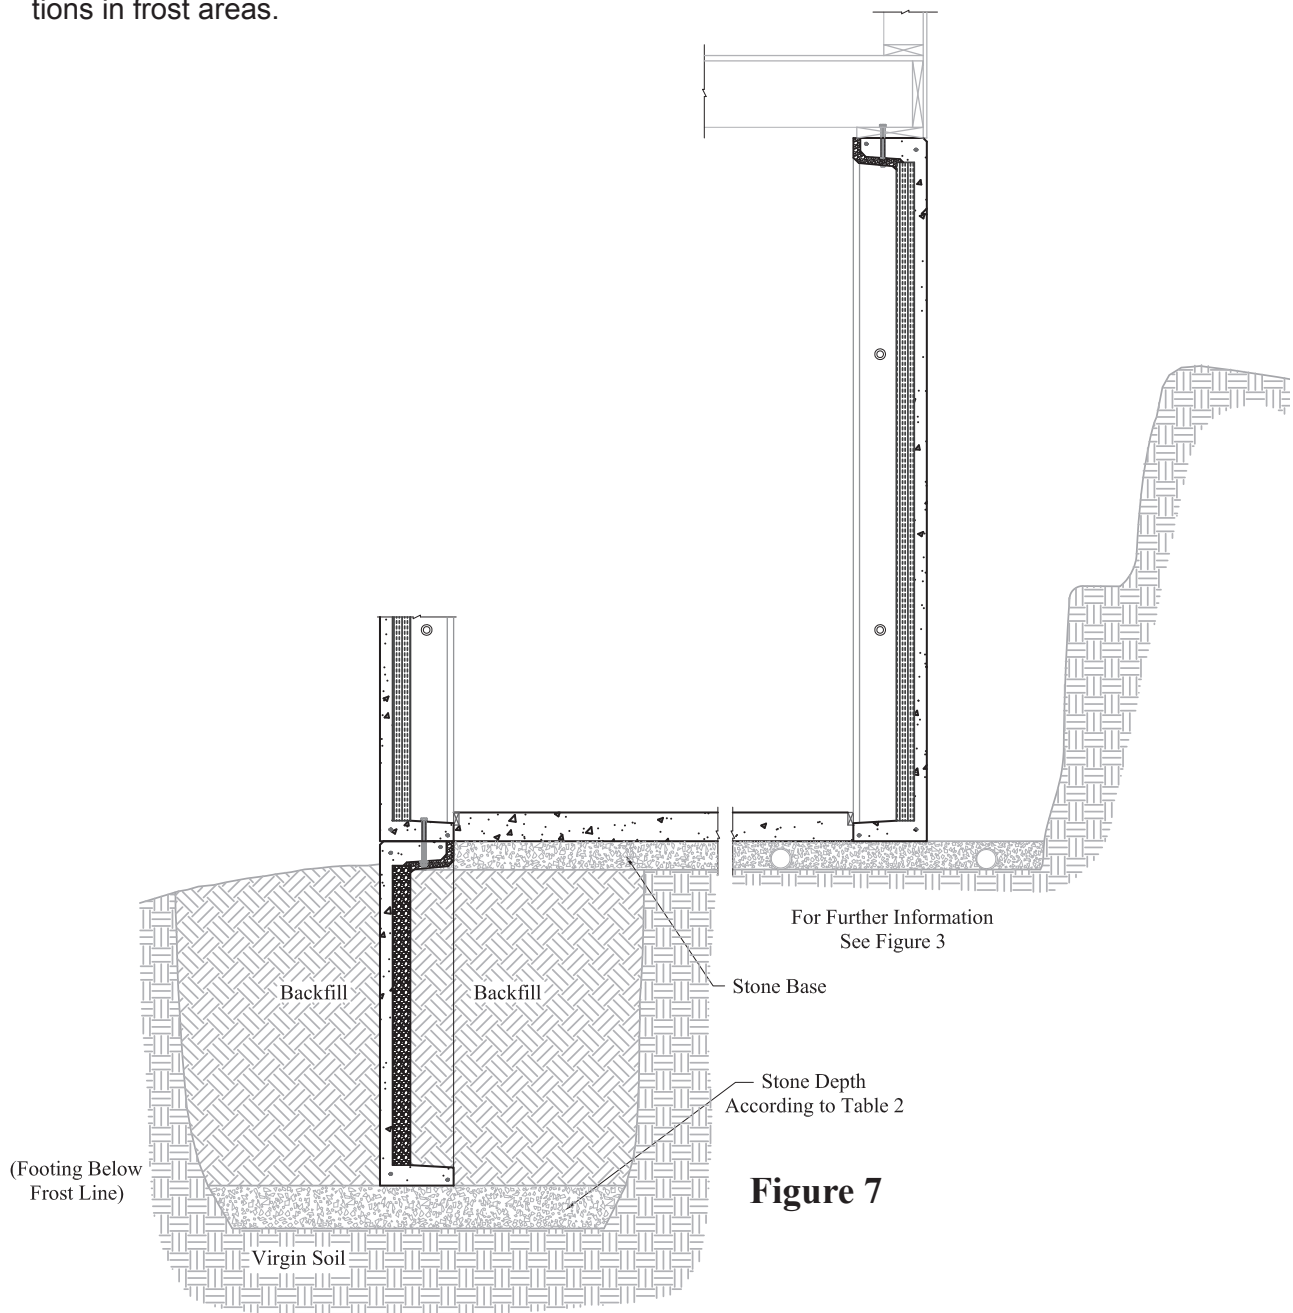 tions in frost areas.
For Further Information
See Figure 3
Stone Base
Backfill
Backfill
Stone Depth
According to Table 2
(Footing Below
Frost Line)
Figure 7
Virgin Soil